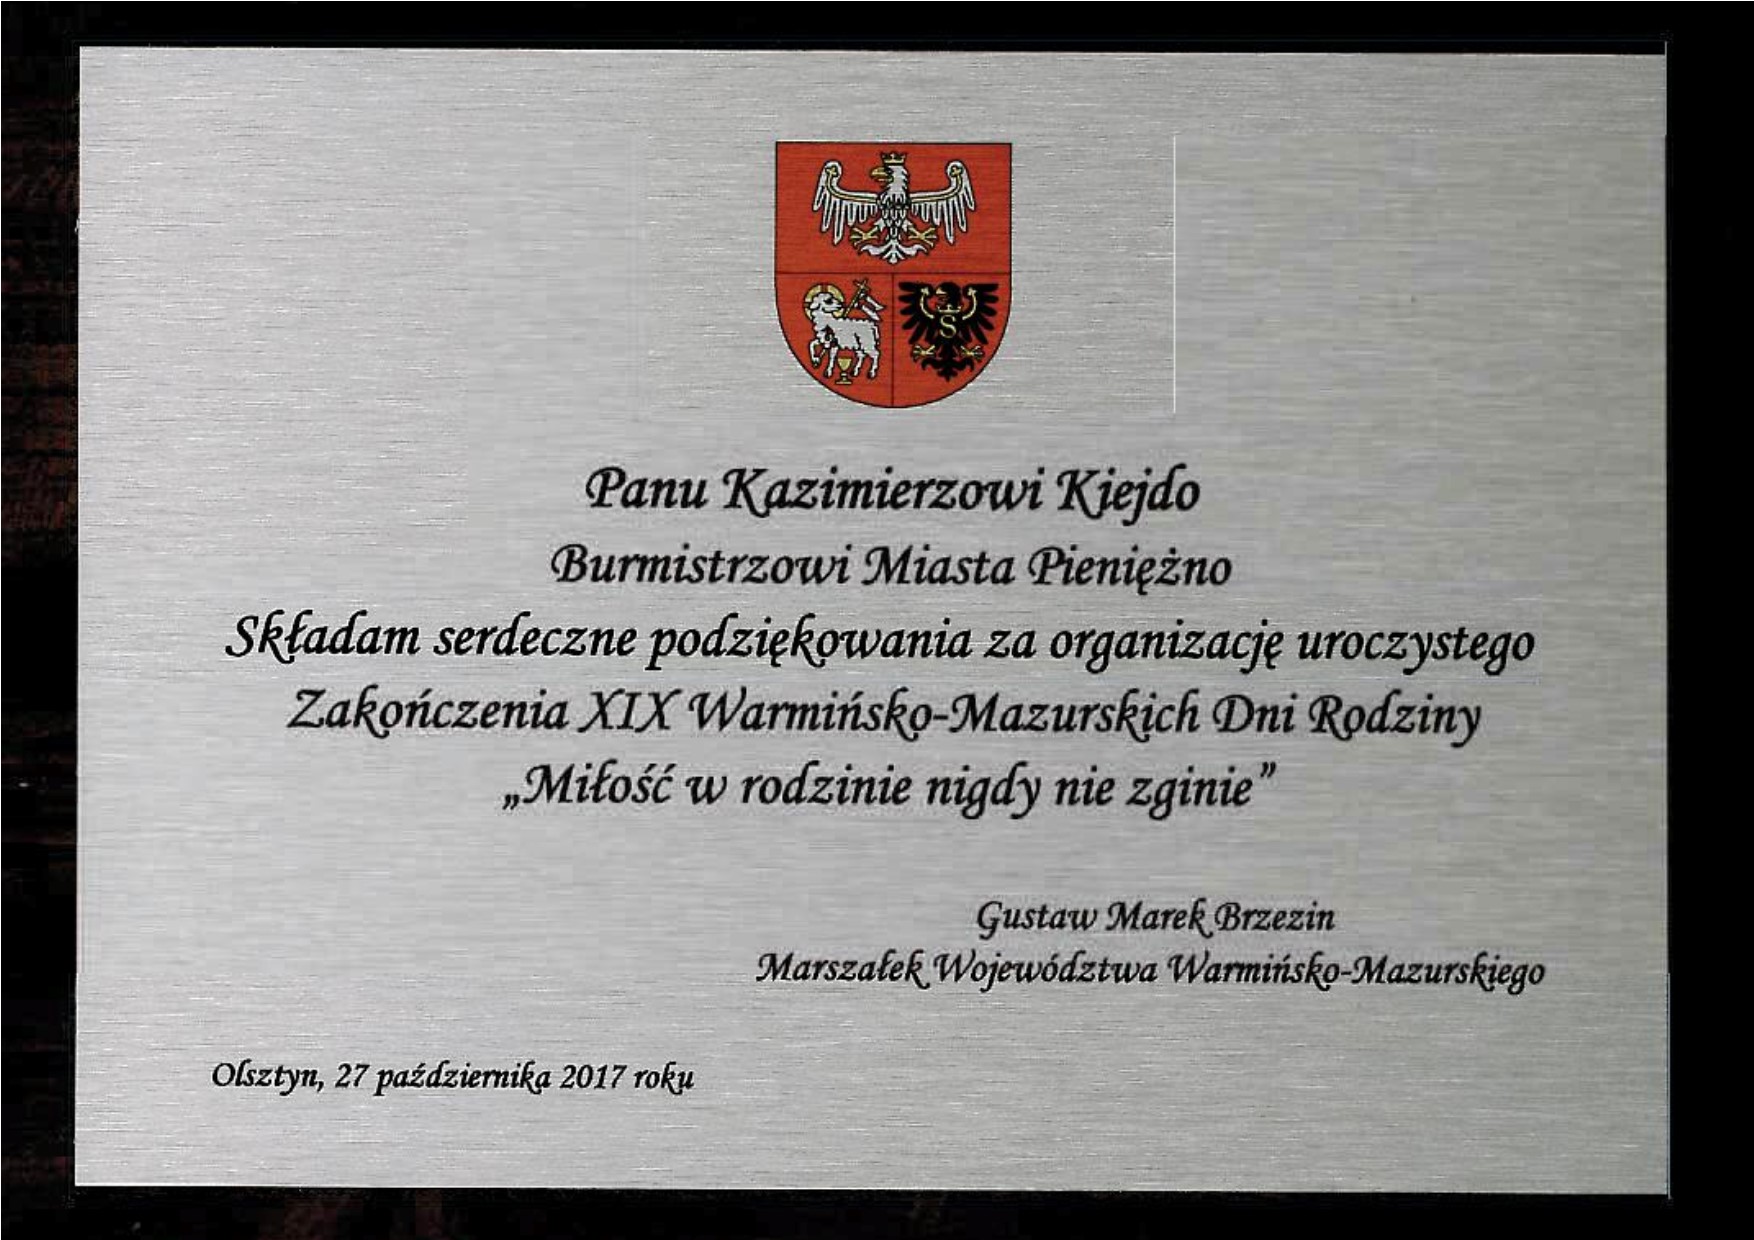 Panu Kazimierzowi Kiejdo
Burmistrzowi Miasta Pieniężno
Składam serdeczne podziękowania za organizację uroczystego
Zakończenia XIX Warmińsko-Mazurskich Dni Rodziny
„Miłość w rodzinie nigdy nie zginie”
Gustaw Marek Brzezin
Marszałek Województwa Warmińsko-Mazurskiego
Olsztyn, 27 października 2017 roku